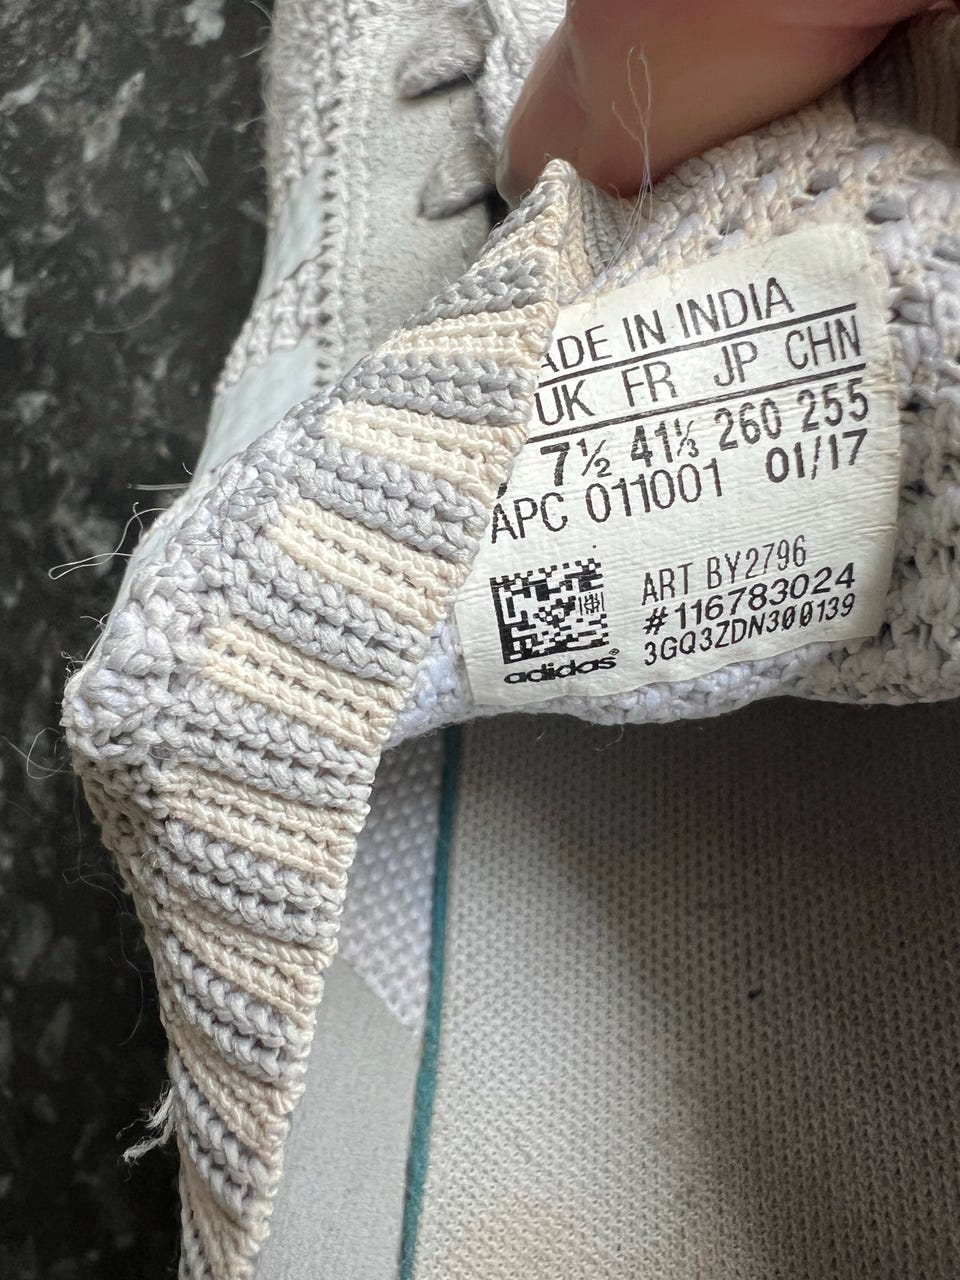 ADE IN INDIA
UK FR JP CHN
7½ 41⅓ 260 255
APC 011001 01/17
ART BY2796
#116783024
3GQ3ZDN300139
adidas®